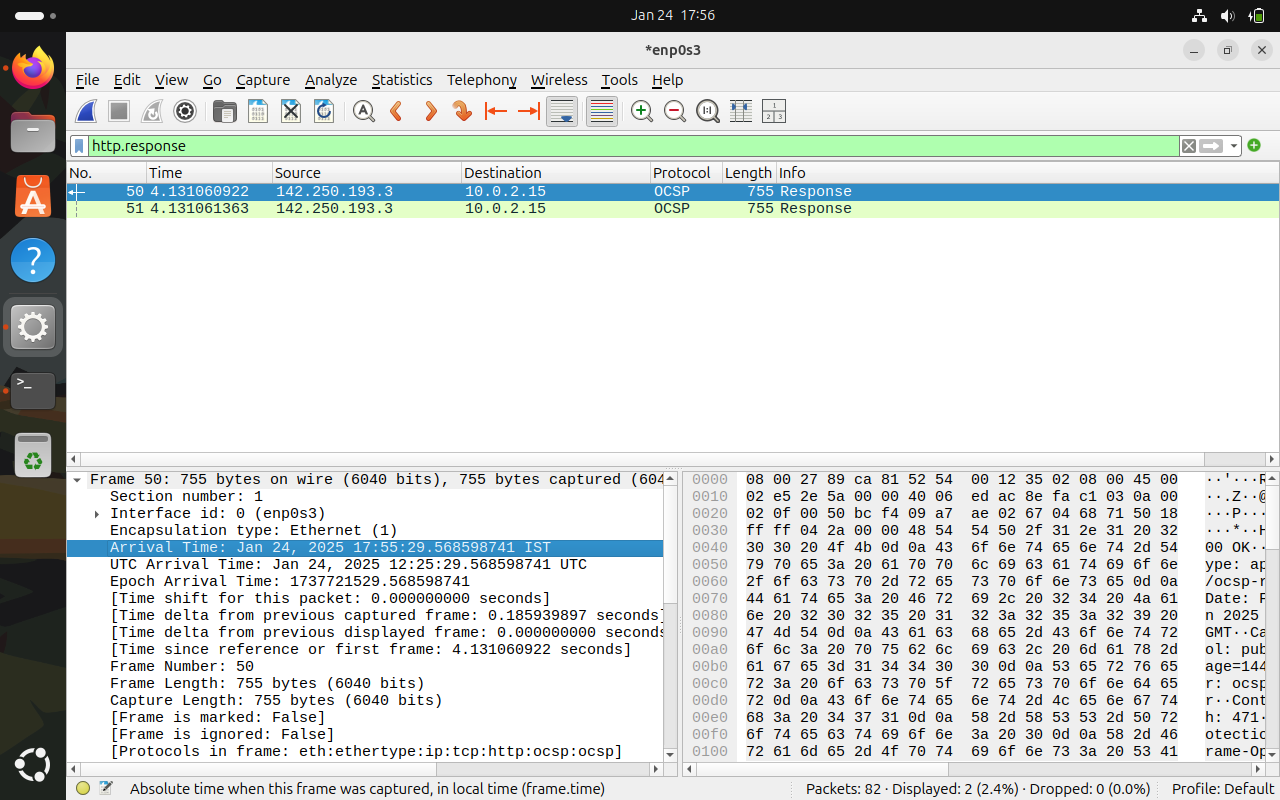 Jan 24 17:56
*enp0s3
File Edit View Go Capture Analyze Statistics Telephony Wireless Tools Help
http.response
No. Time Source Destination Protocol Length Info
50 4.131060922 142.250.193.3 10.0.2.15 OCSP 755 Response
51 4.131061363 142.250.193.3 10.0.2.15 OCSP 755 Response
Frame 50: 755 bytes on wire (6040 bits), 755 bytes captured (604
Section number: 1
Interface id: 0 (enp0s3)
Encapsulation type: Ethernet (1)
Arrival Time: Jan 24, 2025 17:55:29.568598741 IST
UTC Arrival Time: Jan 24, 2025 12:25:29.568598741 UTC
Epoch Arrival Time: 1737721529.568598741
[Time shift for this packet: 0.000000000 seconds]
[Time delta from previous captured frame: 0.185939897 seconds]
[Time delta from previous displayed frame: 0.000000000 seconds
[Time since reference or first frame: 4.131060922 seconds]
Frame Number: 50
Frame Length: 755 bytes (6040 bits)
Capture Length: 755 bytes (6040 bits)
[Frame is marked: False]
[Frame is ignored: False]
[Protocols in frame: eth:ethertype:ip:tcp:http:ocsp:ocsp]
0000 08 00 27 89 ca 81 52 54 00 12 35 02 08 00 45 00 ··'···R
0010 02 e5 2e 5a 00 00 40 06 ed ac 8e fa c1 03 0a 00 ···.Z··@
0020 02 0f 00 50 bc f4 09 a7 ae 02 67 04 68 71 50 18 ···P···
0030 ff ff 04 2a 00 00 48 54 54 50 2f 31 2e 31 20 32 ···*··H
0040 30 30 20 4f 4b 0d 0a 43 6f 6e 74 65 6e 74 2d 54 00 OK··
0050 79 70 65 3a 20 61 70 70 6c 69 63 61 74 69 6f 6e ype: ap
0060 2f 6f 63 73 70 2d 72 65 73 70 6f 6e 73 65 0d 0a /ocsp-r
0070 44 61 74 65 3a 20 46 72 69 2c 20 32 34 20 4a 61 Date: F
0080 6e 20 32 30 32 35 20 31 32 3a 32 35 3a 32 39 20 n 2025
0090 47 4d 54 0d 0a 43 61 63 68 65 2d 43 6f 6e 74 72 GMT··Ca
00a0 6f 6c 3a 20 70 75 62 6c 69 63 2c 20 6d 61 78 2d ol: pub
00b0 61 67 65 3d 31 34 34 30 30 0d 0a 53 65 72 76 65 age=144
00c0 72 3a 20 6f 63 73 70 5f 72 65 73 70 6f 6e 64 65 r: ocsp
00d0 72 0d 0a 43 6f 6e 74 65 6e 74 2d 4c 65 6e 67 74 r··Cont
00e0 68 3a 20 34 37 31 0d 0a 58 2d 58 53 53 2d 50 72 h: 471·
00f0 6f 74 65 63 74 69 6f 6e 3a 20 30 0d 0a 58 2d 46 otectio
0100 72 61 6d 65 2d 4f 70 74 69 6f 6e 73 3a 20 53 41 rame-Op
Absolute time when this frame was captured, in local time (frame.time) Packets: 82 · Displayed: 2 (2.4%) · Dropped: 0 (0.0%) Profile: Default